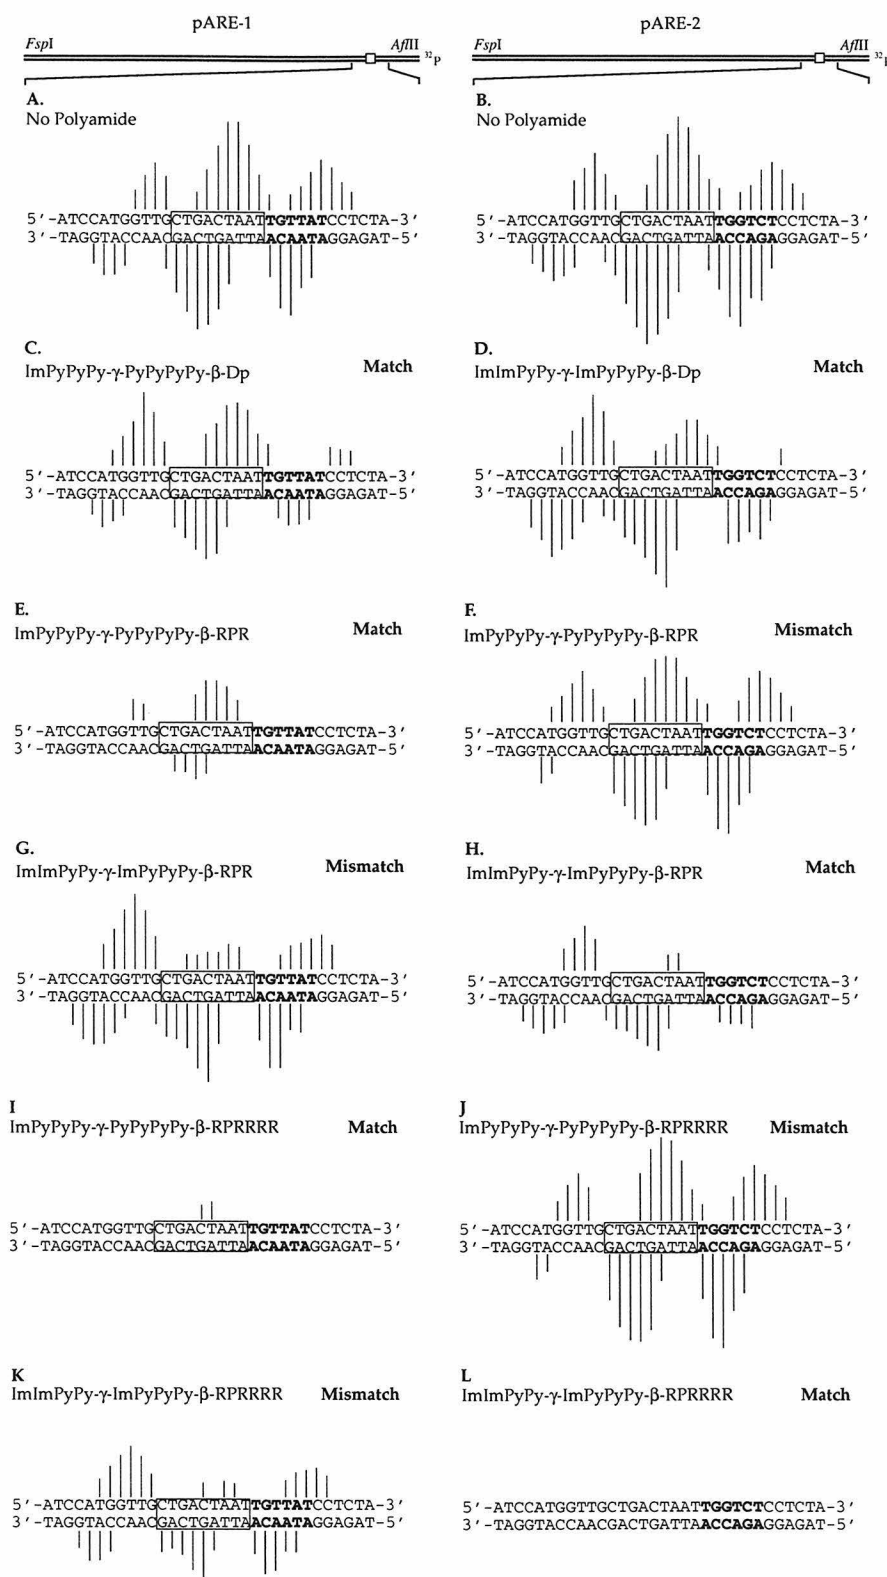 pARE-1
pARE-2
FspI
AflII
32P
FspI
AflII
32P
A.
No Polyamide
B.
No Polyamide
5′-ATCCATGGTTGCTGACTAATTGTTATCCTCTA-3′
3′-TAGGTACCAACGACTGATTAACAATAGGAGAT-5′
5′-ATCCATGGTTGCTGACTAATTGGTCTCCTCTA-3′
3′-TAGGTACCAACGACTGATTAACCAGAGGAGAT-5′
C.
ImPyPyPy-γ-PyPyPyPy-β-Dp Match
D.
ImImPyPy-γ-ImPyPyPy-β-Dp Match
5′-ATCCATGGTTGCTGACTAATTGTTATCCTCTA-3′
3′-TAGGTACCAACGACTGATTAACAATAGGAGAT-5′
5′-ATCCATGGTTGCTGACTAATTGGTCTCCTCTA-3′
3′-TAGGTACCAACGACTGATTAACCAGAGGAGAT-5′
E.
ImPyPyPy-γ-PyPyPyPy-β-RPR Match
F.
ImPyPyPy-γ-PyPyPyPy-β-RPR Mismatch
5′-ATCCATGGTTGCTGACTAATTGTTATCCTCTA-3′
3′-TAGGTACCAACGACTGATTAACAATAGGAGAT-5′
5′-ATCCATGGTTGCTGACTAATTGGTCTCCTCTA-3′
3′-TAGGTACCAACGACTGATTAACCAGAGGAGAT-5′
G.
ImImPyPy-γ-ImPyPyPy-β-RPR Mismatch
H.
ImImPyPy-γ-ImPyPyPy-β-RPR Match
5′-ATCCATGGTTGCTGACTAATTGTTATCCTCTA-3′
3′-TAGGTACCAACGACTGATTAACAATAGGAGAT-5′
5′-ATCCATGGTTGCTGACTAATTGGTCTCCTCTA-3′
3′-TAGGTACCAACGACTGATTAACCAGAGGAGAT-5′
I
ImPyPyPy-γ-PyPyPyPy-β-RPRRRR Match
J
ImPyPyPy-γ-PyPyPyPy-β-RPRRRR Mismatch
5′-ATCCATGGTTGCTGACTAATTGTTATCCTCTA-3′
3′-TAGGTACCAACGACTGATTAACAATAGGAGAT-5′
5′-ATCCATGGTTGCTGACTAATTGGTCTCCTCTA-3′
3′-TAGGTACCAACGACTGATTAACCAGAGGAGAT-5′
K
ImImPyPy-γ-ImPyPyPy-β-RPRRRR Mismatch
L
ImImPyPy-γ-ImPyPyPy-β-RPRRRR Match
5′-ATCCATGGTTGCTGACTAATTGTTATCCTCTA-3′
3′-TAGGTACCAACGACTGATTAACAATAGGAGAT-5′
5′-ATCCATGGTTGCTGACTAATTGGTCTCCTCTA-3′
3′-TAGGTACCAACGACTGATTAACCAGAGGAGAT-5′